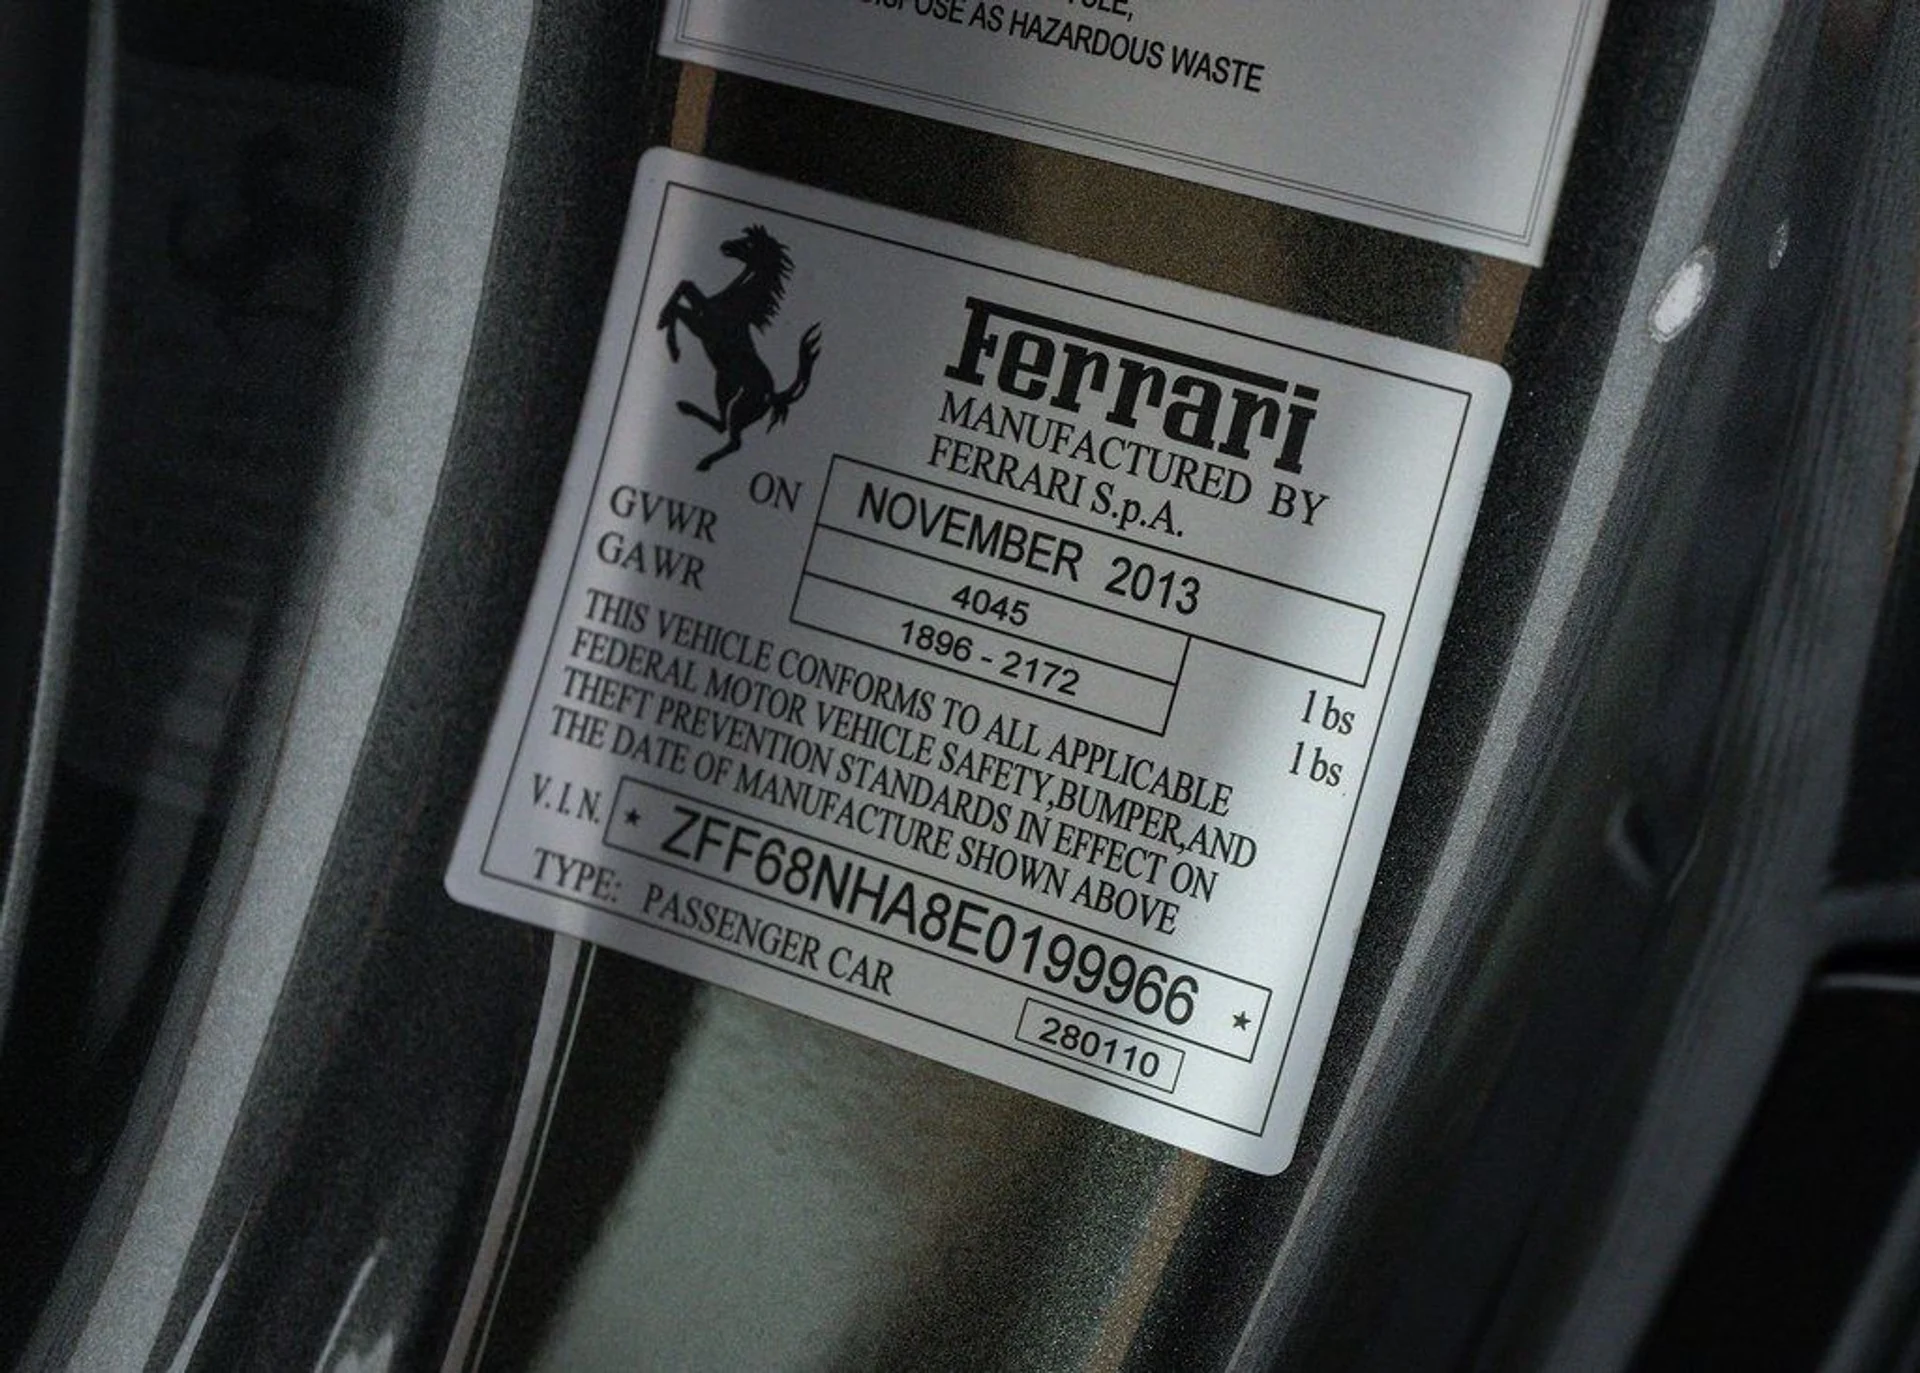 DISPOSE AS HAZARDOUS WASTE
Ferrari
MANUFACTURED BY
FERRARI S.p.A.
ON NOVEMBER 2013
GVWR 4045 lbs
GAWR 1896 - 2172 lbs
THIS VEHICLE CONFORMS TO ALL APPLICABLE
FEDERAL MOTOR VEHICLE SAFETY,BUMPER,AND
THEFT PREVENTION STANDARDS IN EFFECT ON
THE DATE OF MANUFACTURE SHOWN ABOVE
V.I.N. * ZFF68NHA8E0199966 *
TYPE: PASSENGER CAR
280110